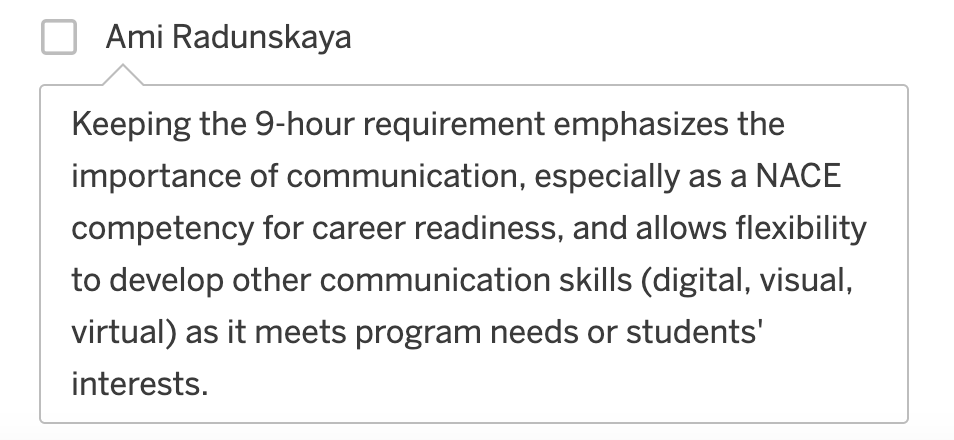 Ami Radunskaya
Keeping the 9-hour requirement emphasizes the
importance of communication, especially as a NACE
competency for career readiness, and allows flexibility
to develop other communication skills (digital, visual,
virtual) as it meets program needs or students'
interests.